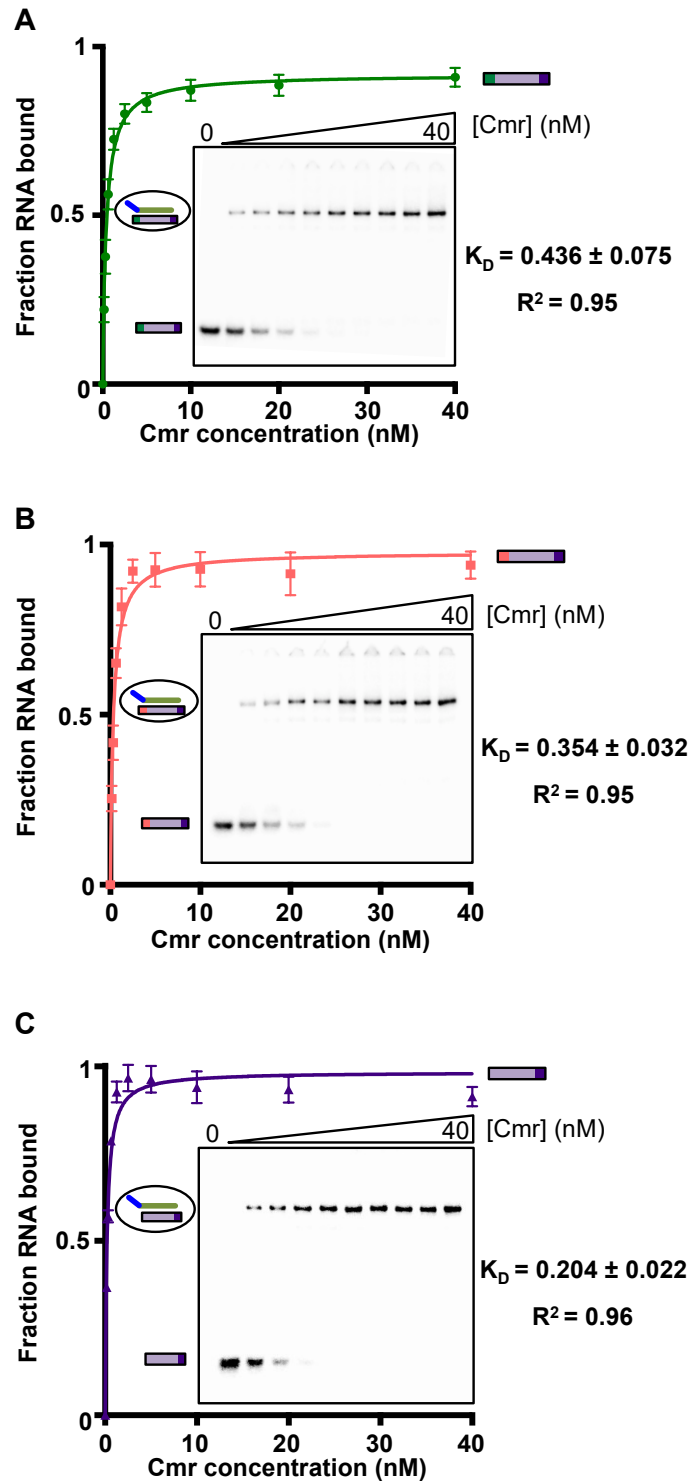 A
1
0.5
0
Fraction RNA bound
0 40 [Cmr] (nM)
K_D = 0.436 ± 0.075
R² = 0.95
0 10 20 30 40
Cmr concentration (nM)
B
1
0.5
0
Fraction RNA bound
0 40 [Cmr] (nM)
K_D = 0.354 ± 0.032
R² = 0.95
0 10 20 30 40
Cmr concentration (nM)
C
1
0.5
0
Fraction RNA bound
0 40 [Cmr] (nM)
K_D = 0.204 ± 0.022
R² = 0.96
0 10 20 30 40
Cmr concentration (nM)